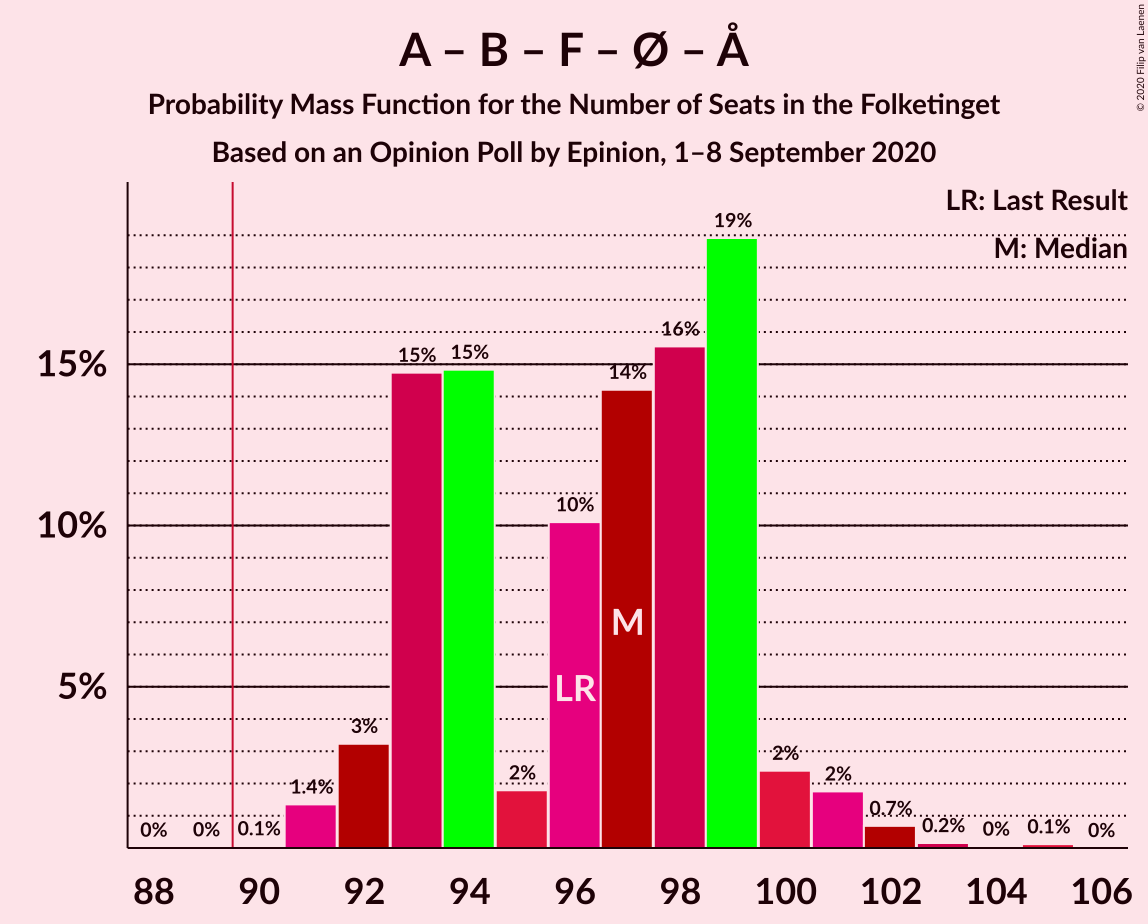 A – B – F – Ø – Å
Probability Mass Function for the Number of Seats in the Folketinget
Based on an Opinion Poll by Epinion, 1–8 September 2020
© 2020 Filip van Laenen
LR: Last Result
M: Median
19%
16%
15%
15%
14%
10%
3%
2%
2%
2%
1.4%
0.7%
0.2%
0.1%
0.1%
0%
0%
0%
0%
M
LR
15%
10%
5%
88 90 92 94 96 98 100 102 104 106